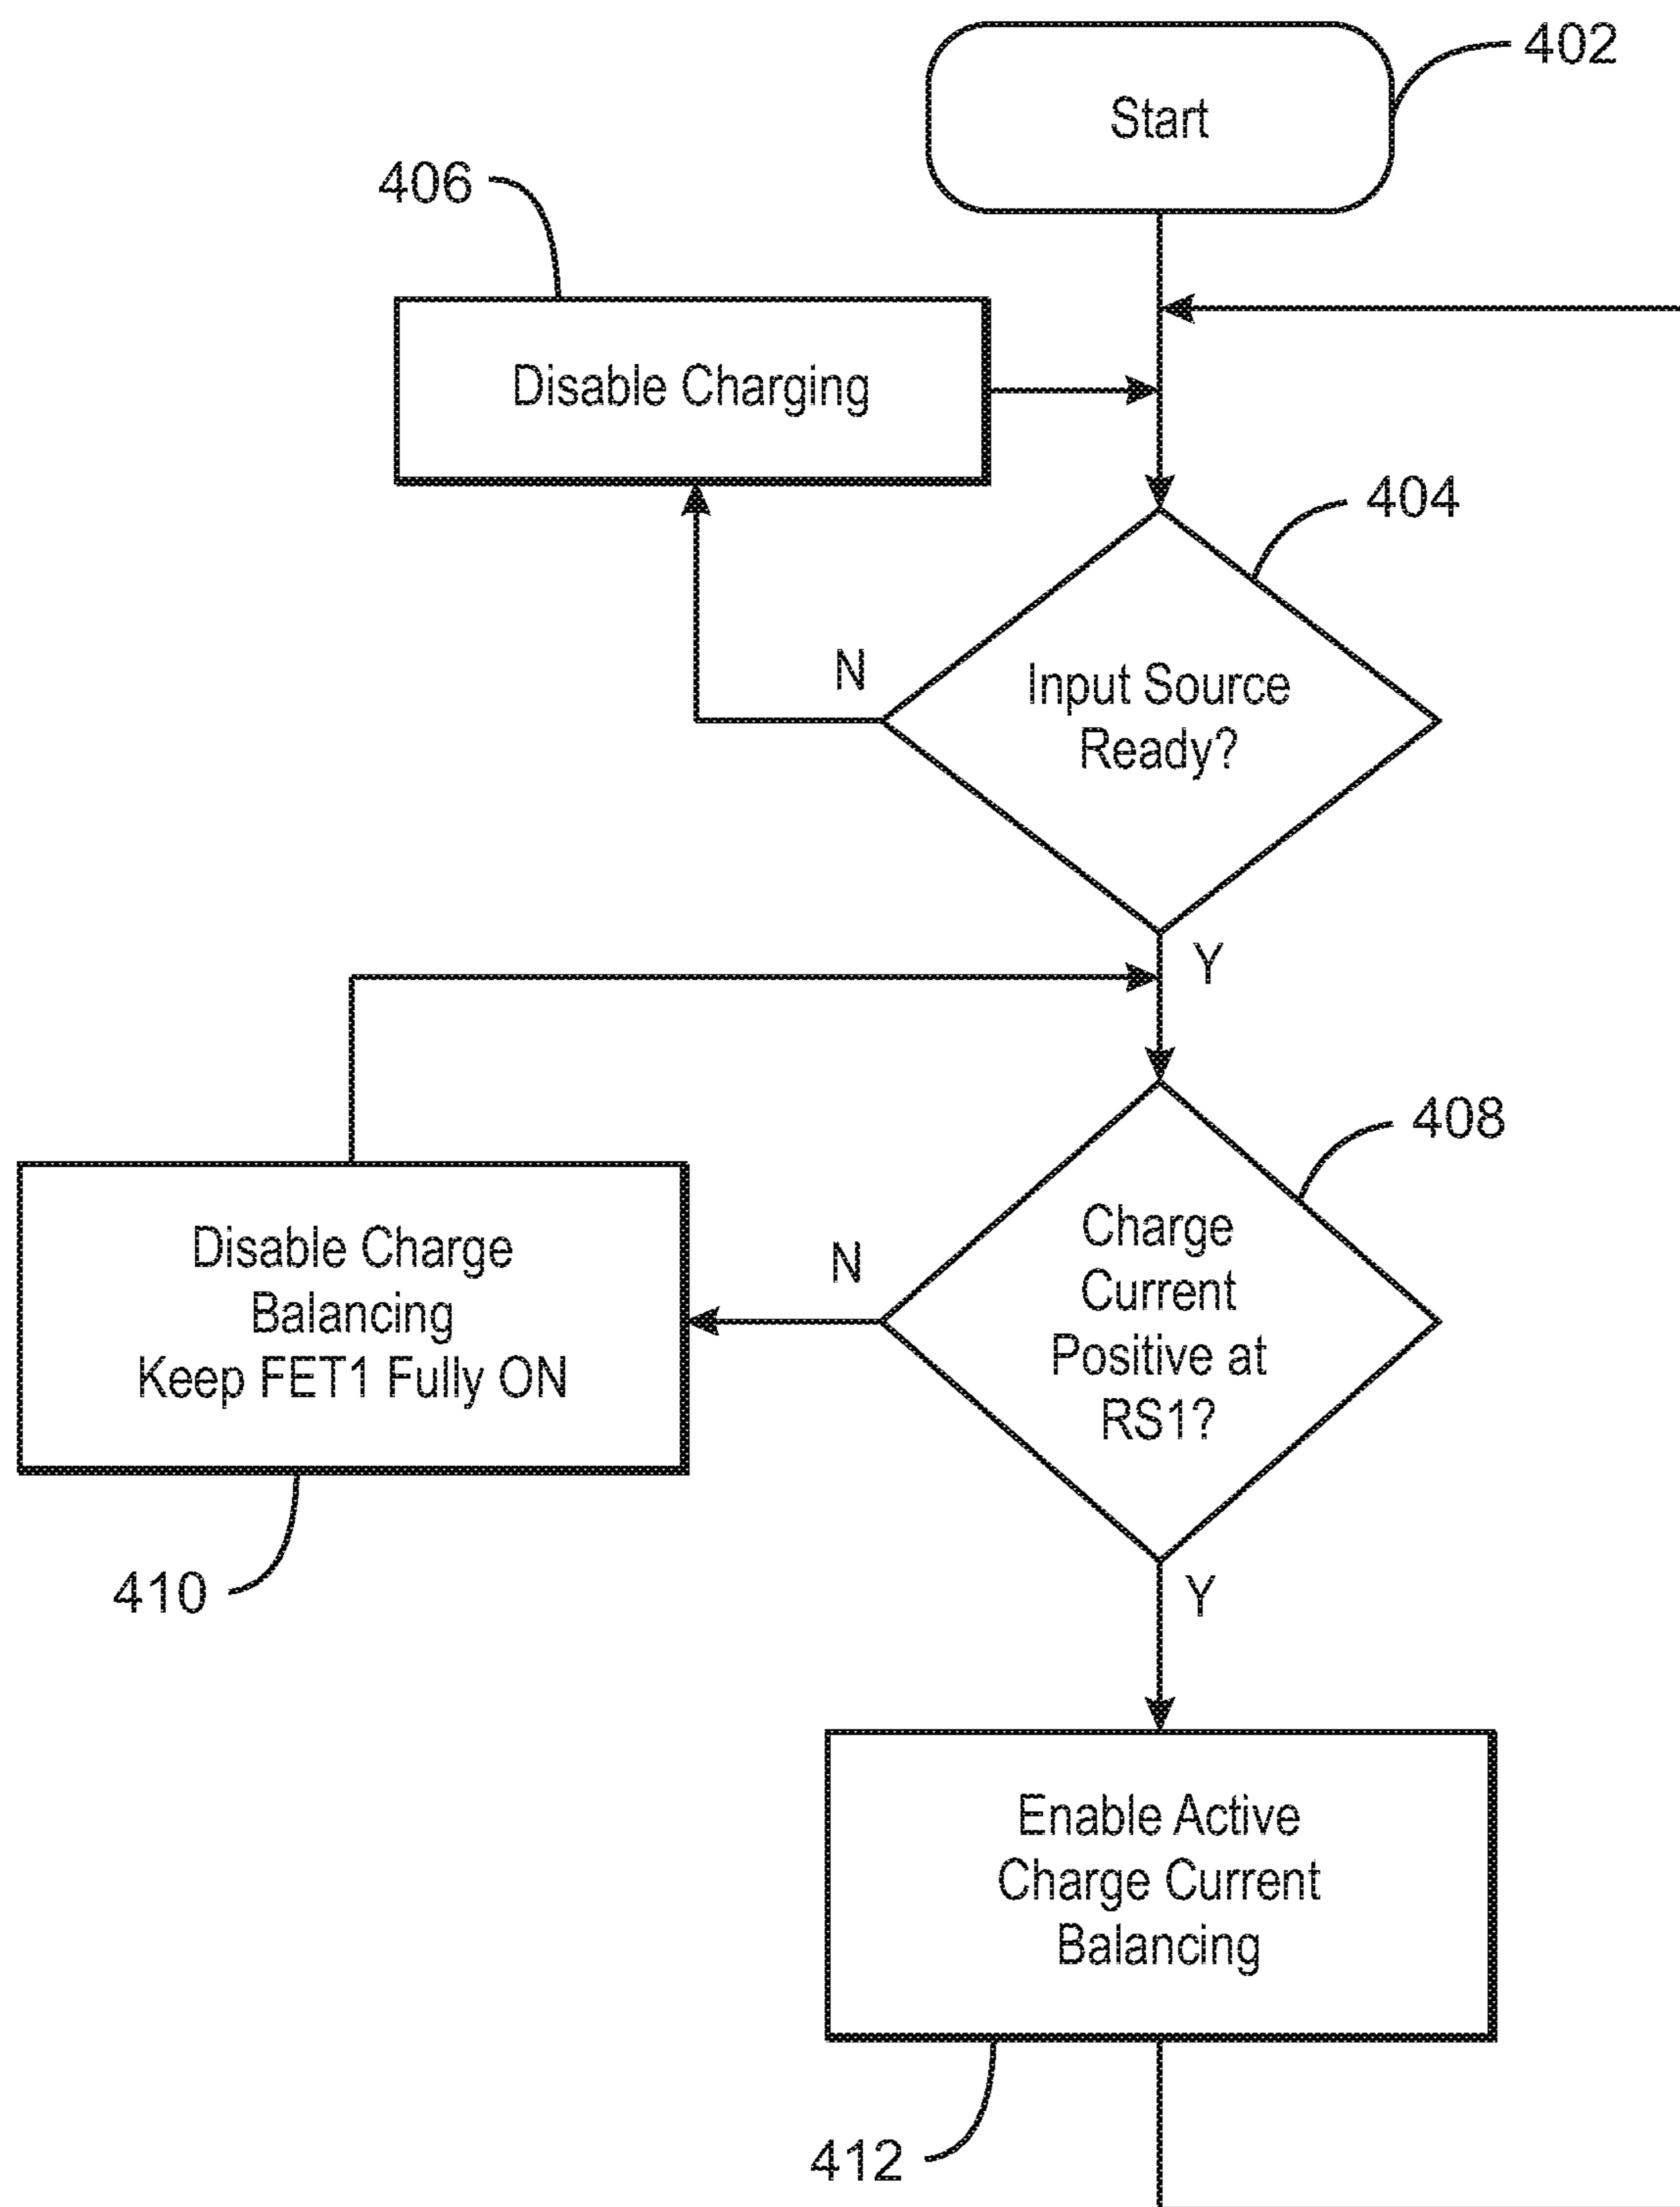 402
Start
406
Disable Charging
404
N
Input Source
Ready?
Y
408
Charge
Current
Positive at
RS1?
N
Disable Charge
Balancing
Keep FET1 Fully ON
410
Y
Enable Active
Charge Current
Balancing
412